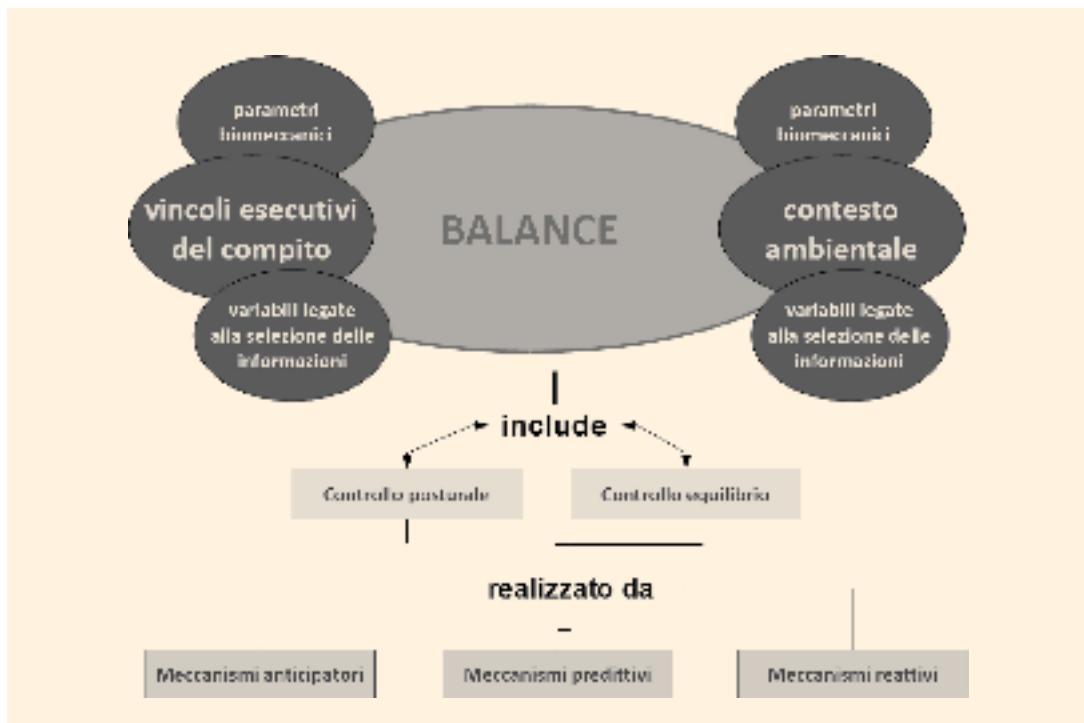 parametri
biomeccanici
vincoli esecutivi
del compito
variabili legate
alla selezione delle
informazioni
BALANCE
parametri
biomeccanici
contesto
ambientale
variabili legate
alla selezione delle
informazioni
include
Controllo posturale
Controllo equilibrio
realizzato da
Meccanismi anticipatori
Meccanismi predittivi
Meccanismi reattivi